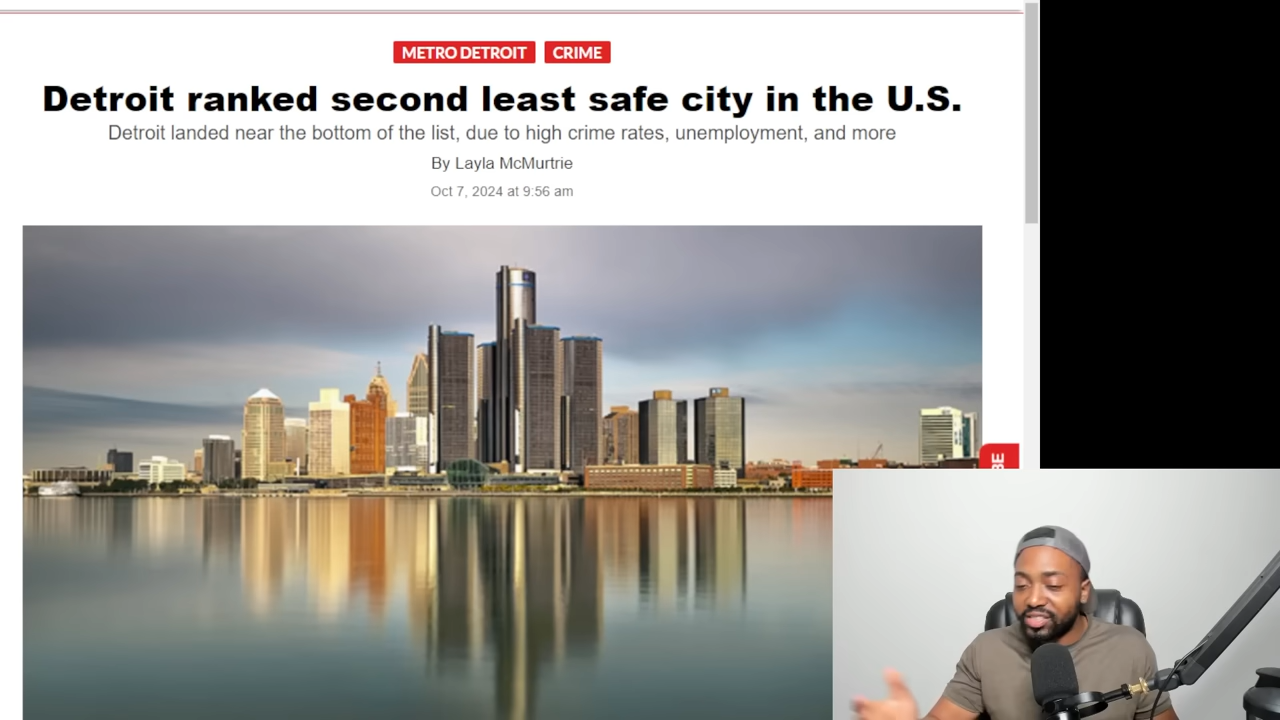 METRO DETROIT CRIME
Detroit ranked second least safe city in the U.S.
Detroit landed near the bottom of the list, due to high crime rates, unemployment, and more
By Layla McMurtrie
Oct 7, 2024 at 9:56 am
BE